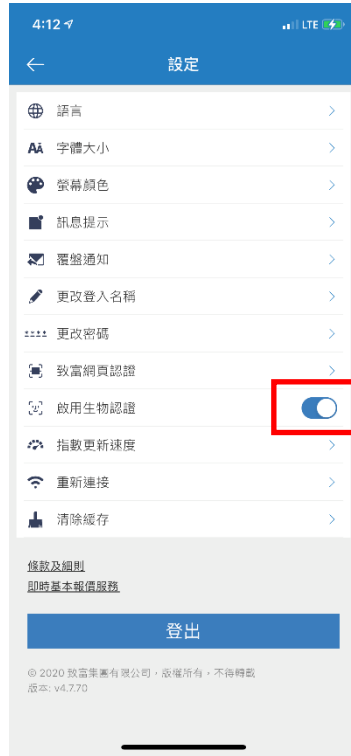 4:12
LTE
設定
語言
AA 字體大小
螢幕顏色
訊息提示
覆盤通知
更改登入名稱
更改密碼
致富網頁認證
啟用生物認證
指數更新速度
重新連接
清除緩存
條款及細則
即時基本報價服務
登出
© 2020 致富集團有限公司，版權所有，不得轉載
版本: v4.7.70